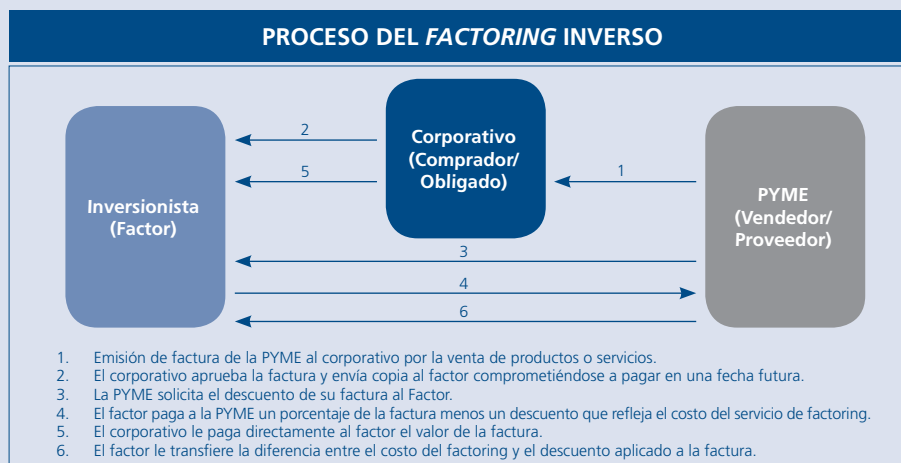 PROCESO DEL FACTORING INVERSO
2
Corporativo
(Comprador/
Obligado)
5
1
Inversionista
(Factor)
PYME
(Vendedor/
Proveedor)
3
4
6
1. Emisión de factura de la PYME al corporativo por la venta de productos o servicios.
2. El corporativo aprueba la factura y envía copia al factor comprometiéndose a pagar en una fecha futura.
3. La PYME solicita el descuento de su factura al Factor.
4. El factor paga a la PYME un porcentaje de la factura menos un descuento que refleja el costo del servicio de factoring.
5. El corporativo le paga directamente al factor el valor de la factura.
6. El factor le transfiere la diferencia entre el costo del factoring y el descuento aplicado a la factura.